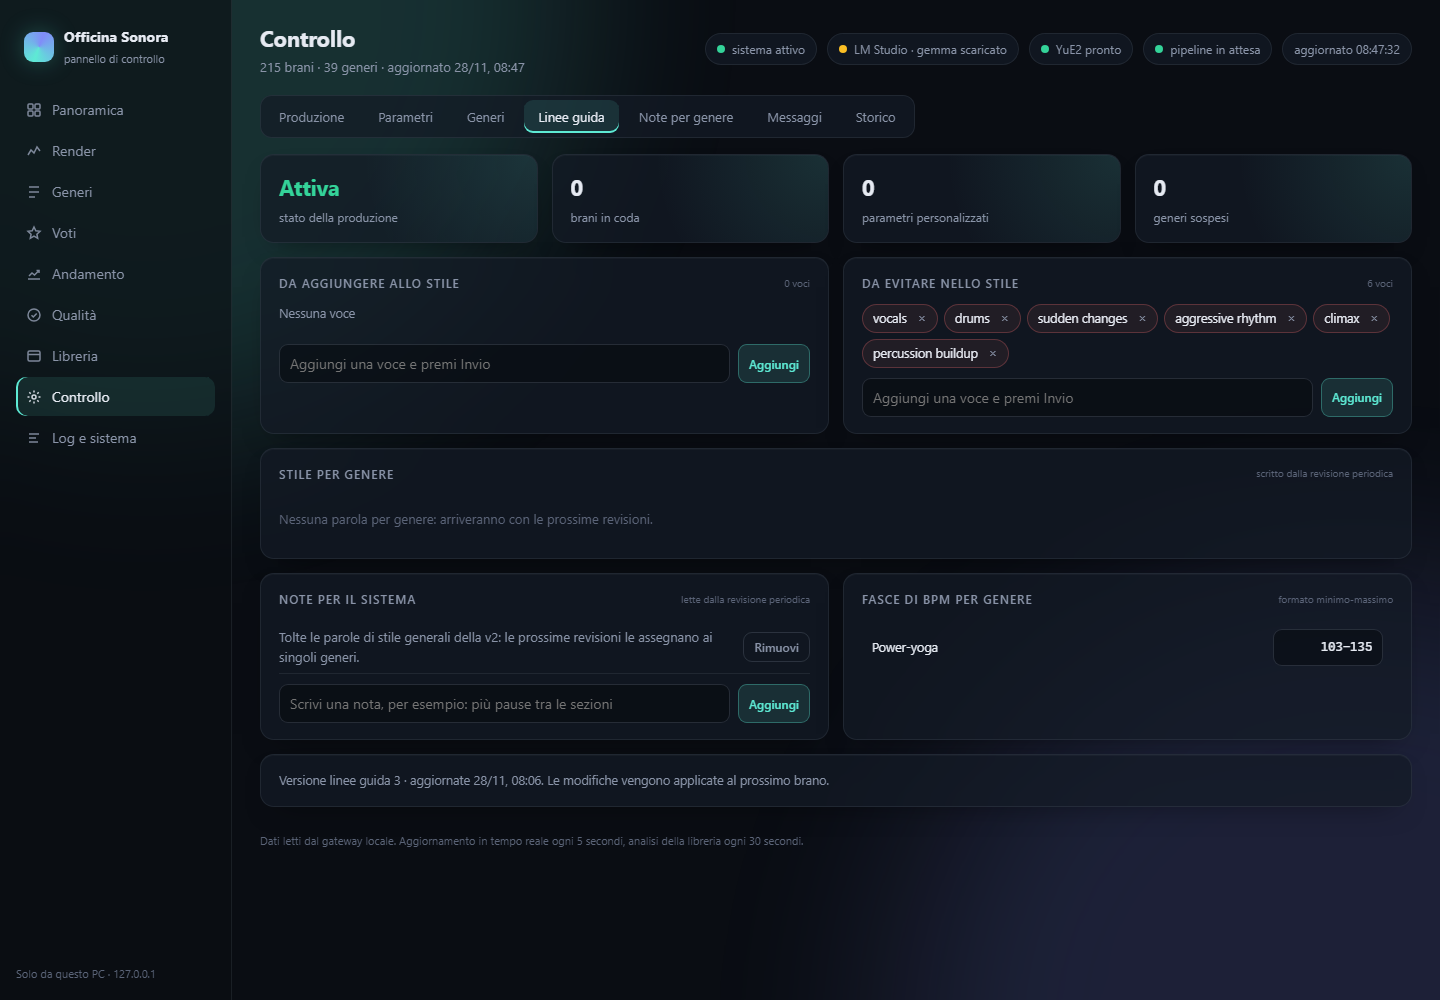 Officina Sonora
pannello di controllo
Panoramica
Render
Generi
Voti
Andamento
Qualità
Libreria
Controllo
Log e sistema
Solo da questo PC · 127.0.0.1
Controllo
215 brani · 39 generi · aggiornato 28/11, 08:47
sistema attivo
LM Studio · gemma scaricato
YuE2 pronto
pipeline in attesa
aggiornato 08:47:32
Produzione
Parametri
Generi
Linee guida
Note per genere
Messaggi
Storico
Attiva
stato della produzione
0
brani in coda
0
parametri personalizzati
0
generi sospesi
DA AGGIUNGERE ALLO STILE
0 voci
Nessuna voce
Aggiungi una voce e premi Invio
Aggiungi
DA EVITARE NELLO STILE
6 voci
vocals ×
drums ×
sudden changes ×
aggressive rhythm ×
climax ×
percussion buildup ×
Aggiungi una voce e premi Invio
Aggiungi
STILE PER GENERE
scritto dalla revisione periodica
Nessuna parola per genere: arriveranno con le prossime revisioni.
NOTE PER IL SISTEMA
lette dalla revisione periodica
Tolte le parole di stile generali della v2: le prossime revisioni le assegnano ai
singoli generi.
Rimuovi
Scrivi una nota, per esempio: più pause tra le sezioni
Aggiungi
FASCE DI BPM PER GENERE
formato minimo-massimo
Power-yoga
103–135
Versione linee guida 3 · aggiornate 28/11, 08:06. Le modifiche vengono applicate al prossimo brano.
Dati letti dal gateway locale. Aggiornamento in tempo reale ogni 5 secondi, analisi della libreria ogni 30 secondi.